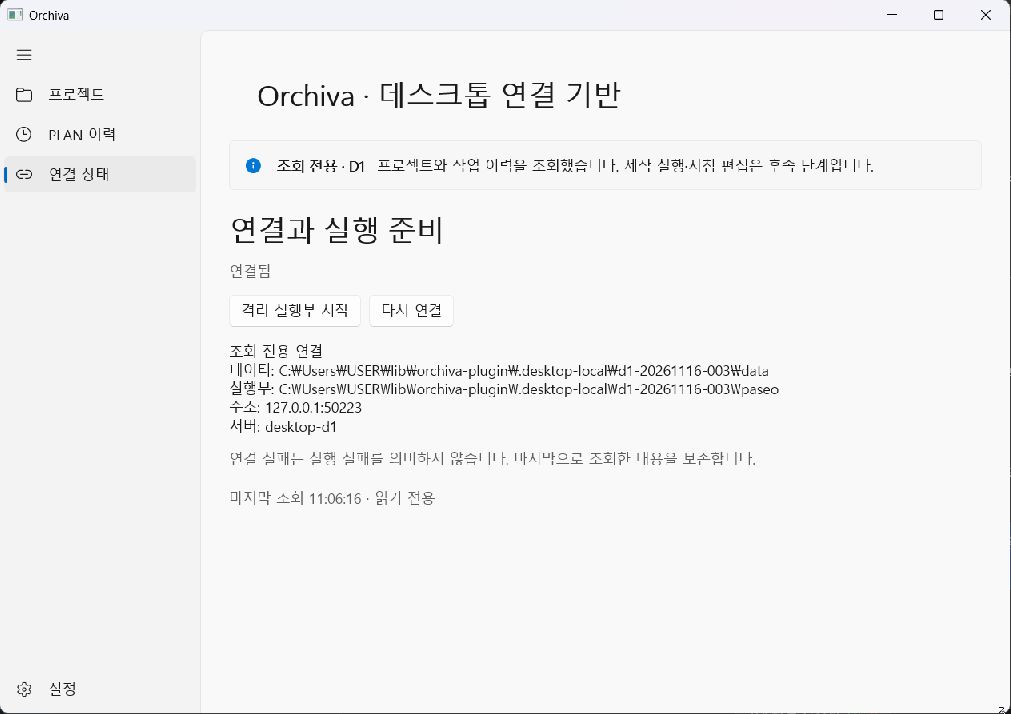 Orchiva
프로젝트
PLAN 이력
연결 상태
설정
Orchiva · 데스크톱 연결 기반
조회 전용 · D1 프로젝트와 작업 이력을 조회했습니다. 제작 실행·시점 편집은 후속 단계입니다.
연결과 실행 준비
연결됨
격리 실행부 시작
다시 연결
조회 전용 연결
데이터: C:₩Users₩USER₩lib₩orchiva-plugin₩.desktop-local₩d1-20261116-003₩data
실행부: C:₩Users₩USER₩lib₩orchiva-plugin₩.desktop-local₩d1-20261116-003₩paseo
주소: 127.0.0.1:50223
서버: desktop-d1
연결 실패는 실행 실패를 의미하지 않습니다. 마지막으로 조회한 내용을 보존합니다.
마지막 조회 11:06:16 · 읽기 전용